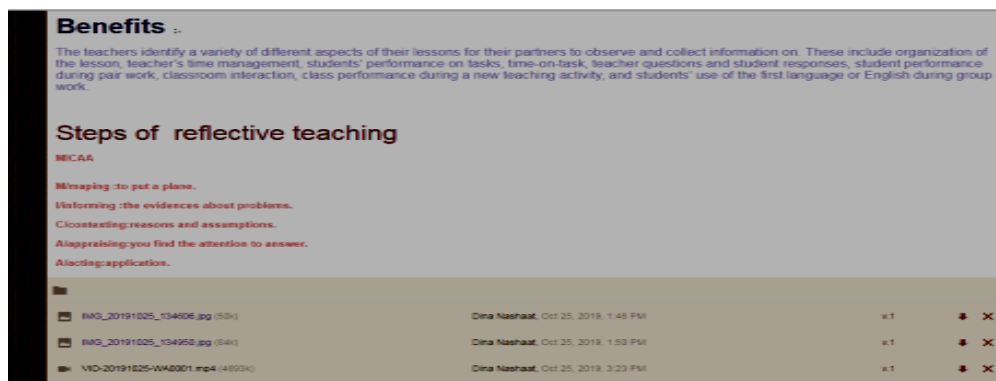 Benefits :-
The teachers identify a variety of different aspects of their lessons for their partners to observe and collect information on. These include organization of
the lesson, teacher's time management, students' performance on tasks, time-on-task, teacher questions and student responses, student performance
during pair work, classroom interaction, class performance during a new teaching activity, and students' use of the first language or English during group
work.
Steps of reflective teaching
MICAA
M/maping :to put a plane.
I/informing :the evidences about problems.
C/contexting:reasons and assumptions.
A/appraising:you find the attention to answer.
A/acting:application.
IMG_20191025_134606.jpg (58k) Dina Nashaat, Oct 25, 2019, 1:48 PM v.1
IMG_20191025_134950.jpg (84k) Dina Nashaat, Oct 25, 2019, 1:50 PM v.1
VID-20191025-WA0001.mp4 (4893k) Dina Nashaat, Oct 25, 2019, 3:23 PM v.1